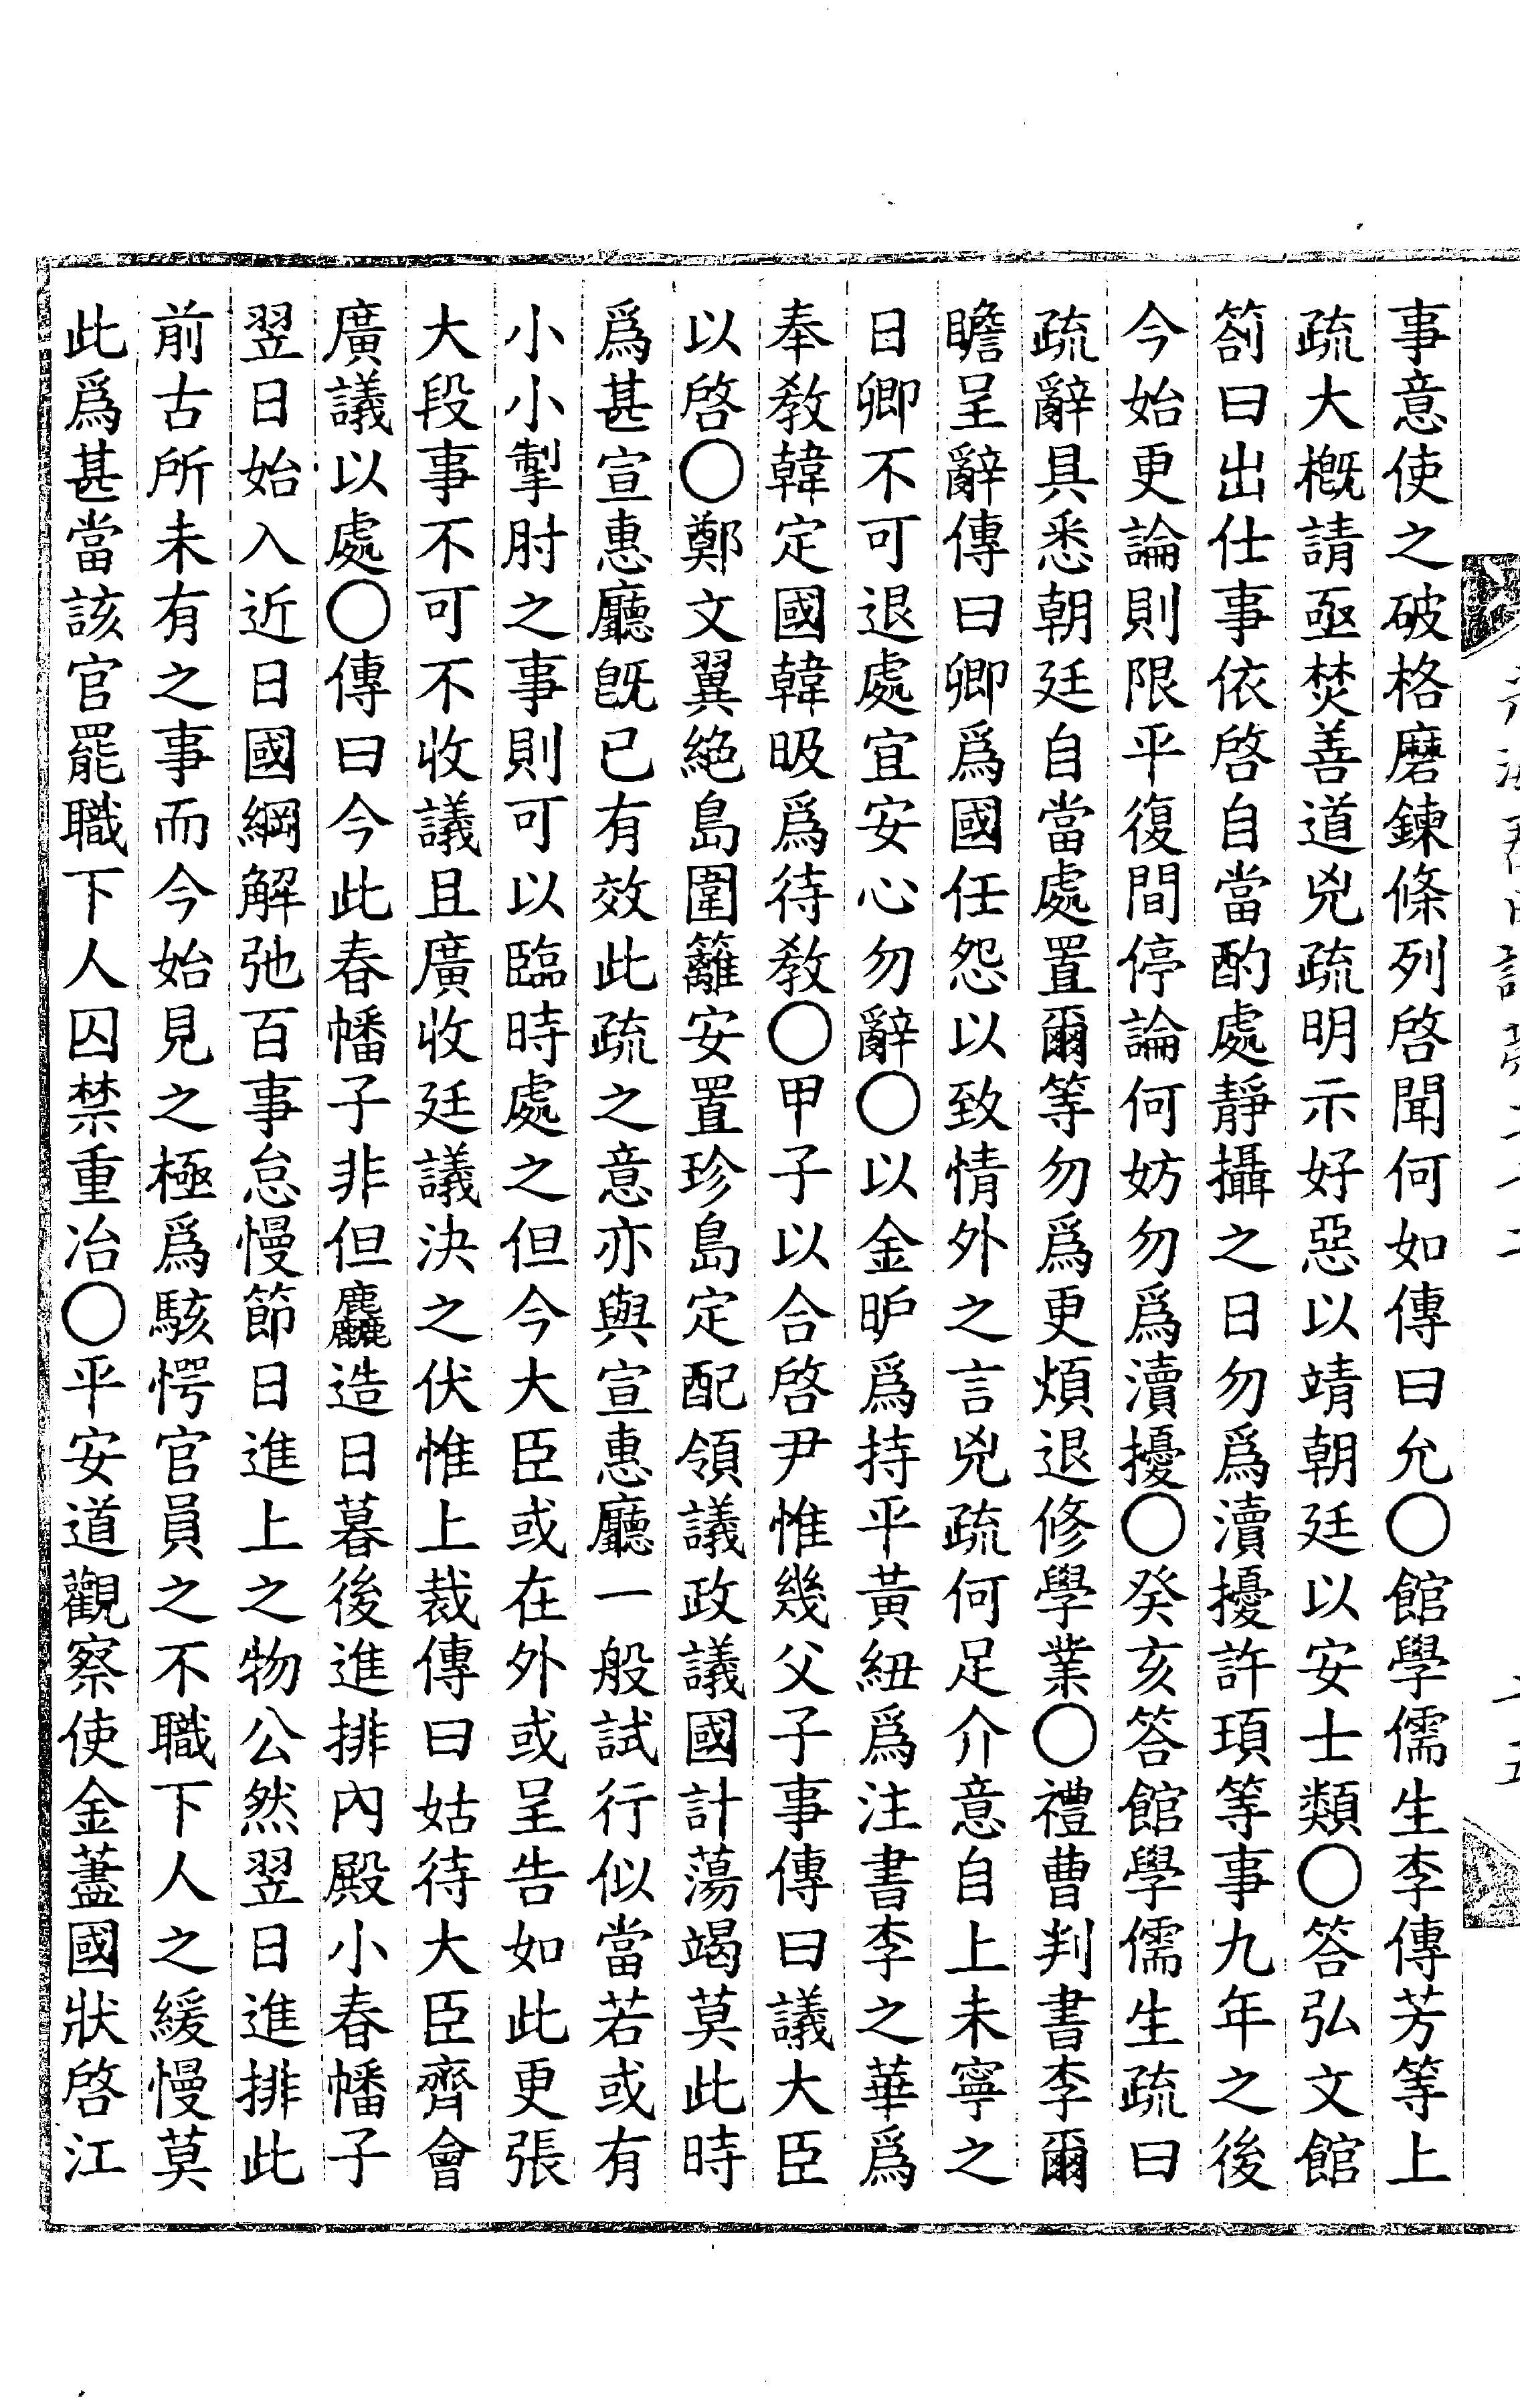 事意使之破格磨鍊條列啓聞何如傳曰允○館學儒生李傳芳等上
疏大槪請亟焚善道兇疏明示好惡以靖朝廷以安士類○答弘文館
箚曰出仕事依啓自當酌處靜攝之日勿爲瀆擾許頊等事九年之後
今始更論則限平復間停論何妨勿爲瀆擾○癸亥答館學儒生疏曰
疏辭具悉朝廷自當處置爾等勿爲更煩退修學業○禮曹判書李爾
瞻呈辭傳曰卿爲國任怨以致情外之言兇疏何足介意自上未寧之
日卿不可退處宜安心勿辭○以金昈爲持平黃紐爲注書李之華爲
奉敎韓定國韓昅爲待敎○甲子以合啓尹惟幾父子事傳曰議大臣
以啓○鄭文翼絶島圍籬安置珍島定配領議政議國計蕩竭莫此時
爲甚宣惠廳旣已有效此疏之意亦與宣惠廳一般試行似當若或有
小小掣肘之事則可以臨時處之但今大臣或在外或呈告如此更張
大段事不可不收議且廣收廷議決之伏惟上裁傳曰姑待大臣齊會
廣議以處○傳曰今此春幡子非但麤造日暮後進排內殿小春幡子
翌日始入近日國綱解弛百事怠慢節日進上之物公然翌日進排此
前古所未有之事而今始見之極爲駭愕官員之不職下人之緩慢莫
此爲甚當該官罷職下人囚禁重治○平安道觀察使金藎國狀啓江